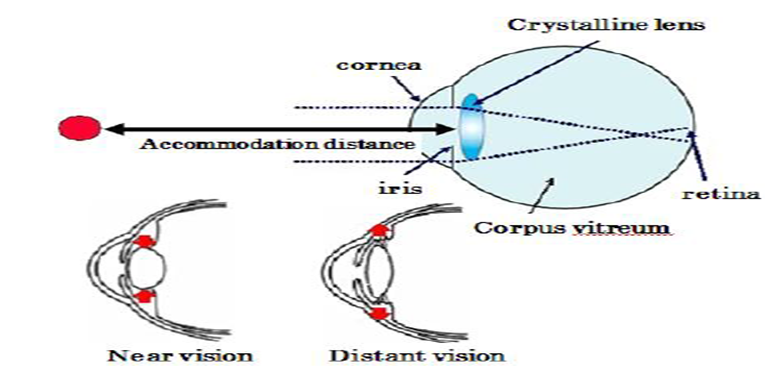 Crystalline lens
cornea
Accommodation distance
iris
retina
Corpus vitreum
Near vision
Distant vision